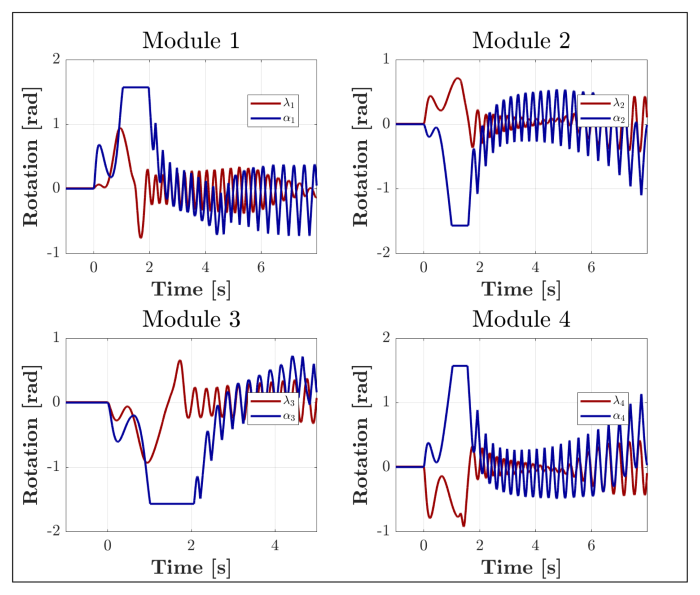 Module 1
2
1
0
-1
Rotation [rad]
λ1
α1
0
2
4
6
Time [s]
Module 2
1
0
-1
-2
Rotation [rad]
λ2
α2
0
2
4
6
Time [s]
Module 3
1
0
-1
-2
Rotation [rad]
λ3
α3
0
2
4
Time [s]
Module 4
2
1
0
-1
Rotation [rad]
λ4
α4
0
2
4
6
Time [s]